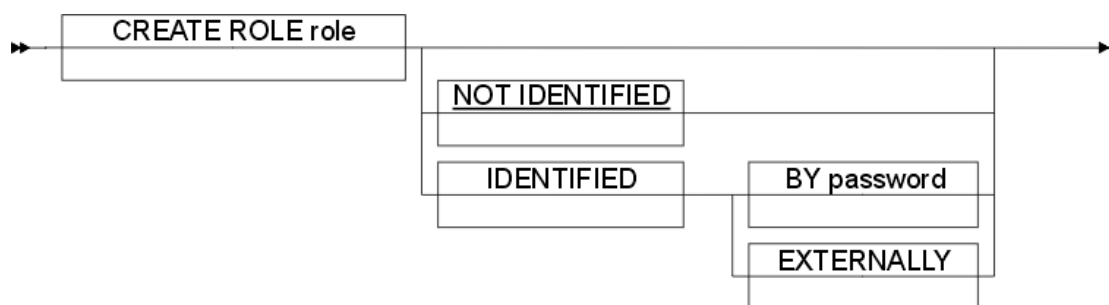 CREATE ROLE role
NOT IDENTIFIED
IDENTIFIED
BY password
EXTERNALLY